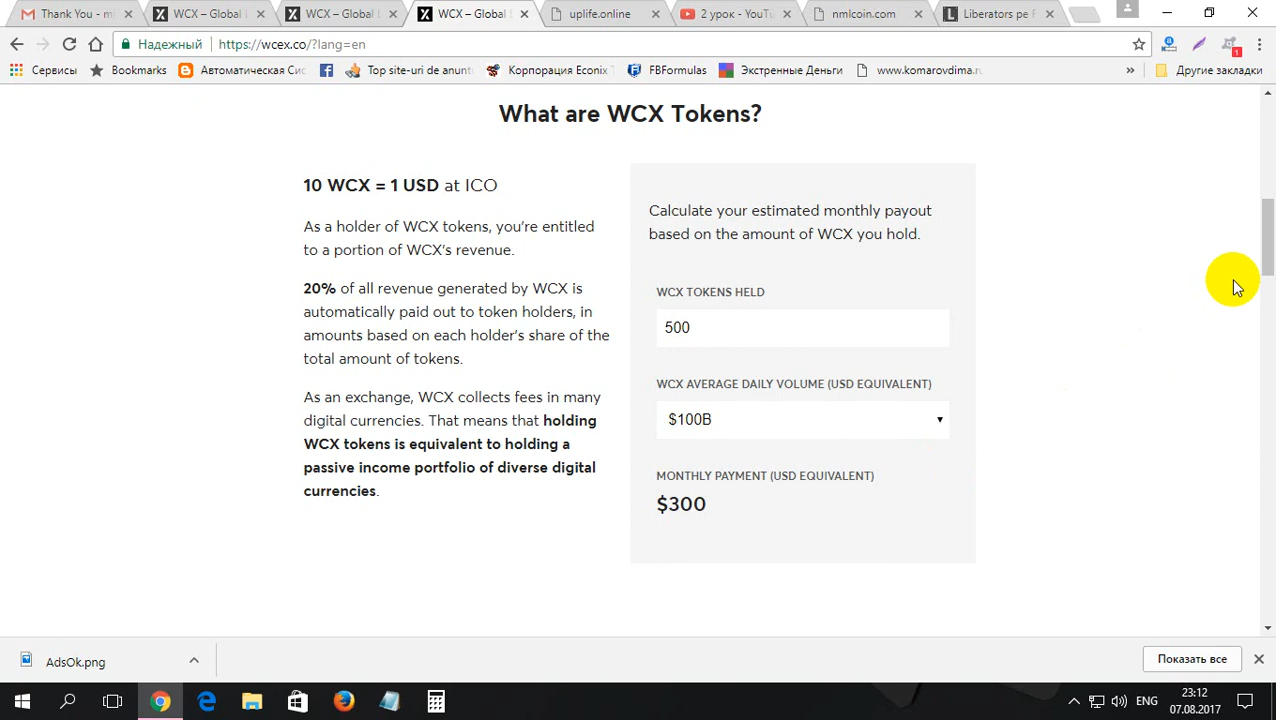 Thank You - mi
WCX – Global
WCX – Global
WCX – Global
uplife.online
2 урок - YouTu
nmlcoin.com
Liberators pe F
Надежный
https://wcex.co/?lang=en
1
Сервисы
Bookmarks
Автоматическая Сис
Top site-uri de anunt
Корпорация Econix
FBFormulas
Экстренные Деньги
www.komarovdima.ru
»
Другие закладки
What are WCX Tokens?
10 WCX = 1 USD at ICO
As a holder of WCX tokens, you're entitled
to a portion of WCX's revenue.
20% of all revenue generated by WCX is
automatically paid out to token holders, in
amounts based on each holder's share of the
total amount of tokens.
As an exchange, WCX collects fees in many
digital currencies. That means that holding
WCX tokens is equivalent to holding a
passive income portfolio of diverse digital
currencies.
Calculate your estimated monthly payout
based on the amount of WCX you hold.
WCX TOKENS HELD
500
WCX AVERAGE DAILY VOLUME (USD EQUIVALENT)
$100B
MONTHLY PAYMENT (USD EQUIVALENT)
$300
AdsOk.png
Показать все
ENG
23:12
07.08.2017